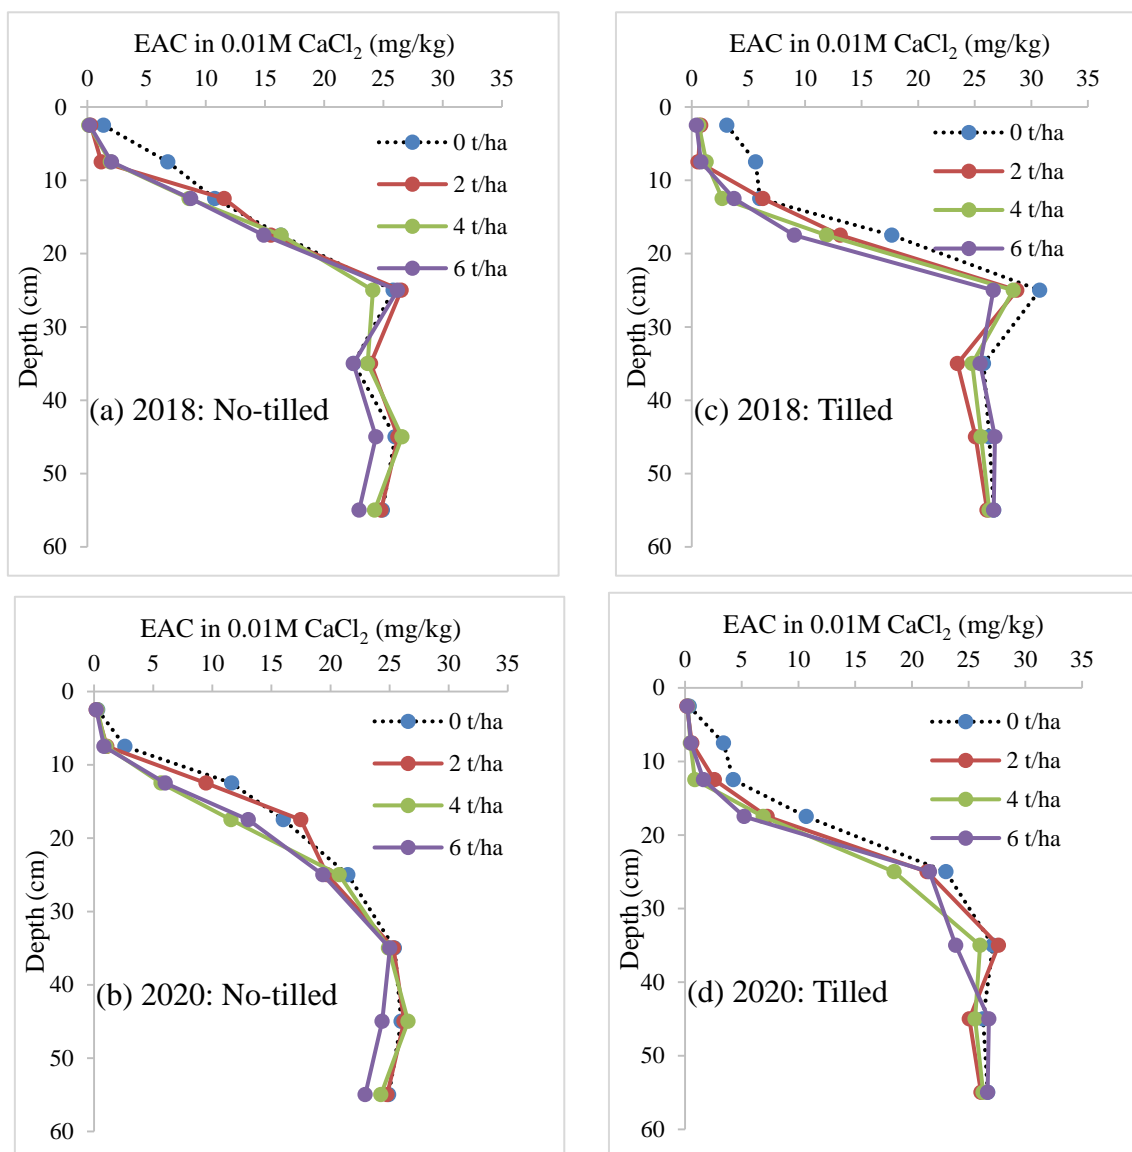 EAC in 0.01M CaCl₂ (mg/kg)
0 5 10 15 20 25 30 35
0
10
20
30
40
50
60
Depth (cm)
0 t/ha
2 t/ha
4 t/ha
6 t/ha
(a) 2018: No-tilled
EAC in 0.01M CaCl₂ (mg/kg)
0 5 10 15 20 25 30 35
0
10
20
30
40
50
60
Depth (cm)
0 t/ha
2 t/ha
4 t/ha
6 t/ha
(c) 2018: Tilled
EAC in 0.01M CaCl₂ (mg/kg)
0 5 10 15 20 25 30 35
0
10
20
30
40
50
60
Depth (cm)
0 t/ha
2 t/ha
4 t/ha
6 t/ha
(b) 2020: No-tilled
EAC in 0.01M CaCl₂ (mg/kg)
0 5 10 15 20 25 30 35
0
10
20
30
40
50
60
Depth (cm)
0 t/ha
2 t/ha
4 t/ha
6 t/ha
(d) 2020: Tilled